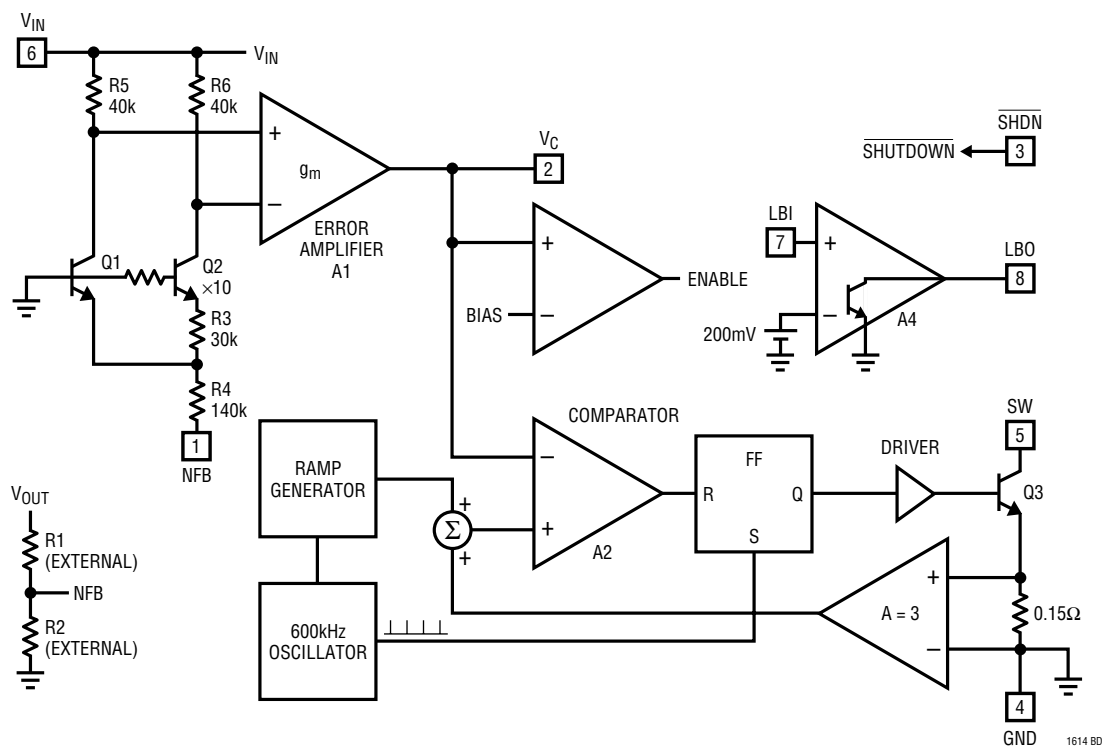 V_IN
6
V_IN
R5
40k
R6
40k
+
g_m
−
ERROR
AMPLIFIER
A1
V_C
2
SHDN
3
SHUTDOWN
LBI
7
+
−
200mV
A4
LBO
8
Q1
Q2
×10
R3
30k
R4
140k
1
NFB
+
BIAS
−
ENABLE
COMPARATOR
−
+
A2
RAMP
GENERATOR
+
Σ
+
FF
R
Q
S
DRIVER
SW
5
Q3
V_OUT
R1
(EXTERNAL)
NFB
R2
(EXTERNAL)
600kHz
OSCILLATOR
A = 3
+
−
0.15Ω
4
GND
1614 BD